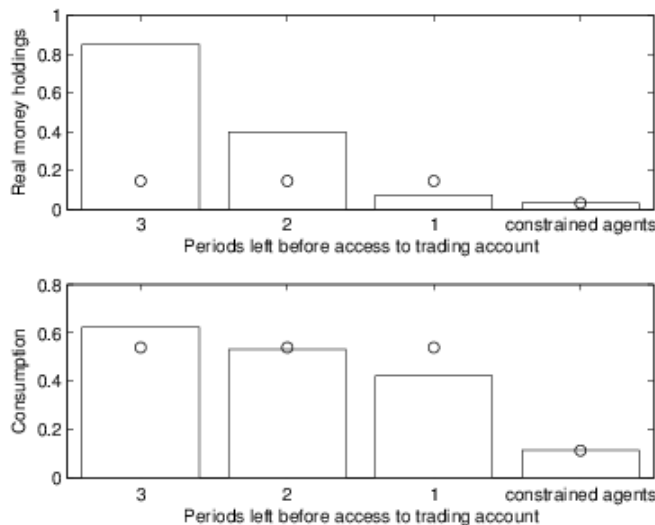 1
0.8
0.6
0.4
0.2
0
Real money holdings
3 2 1 constrained agents
Periods left before access to trading account
0.8
0.6
0.4
0.2
0
Consumption
3 2 1 constrained agents
Periods left before access to trading account